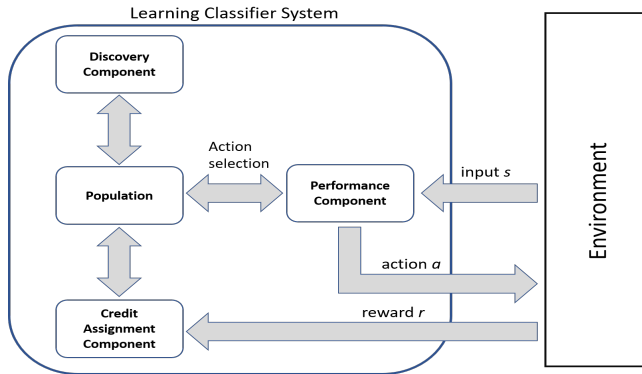 Learning Classifier System
Discovery
Component
Action
selection
Population
Performance
Component
input s
Environment
action a
reward r
Credit
Assignment
Component